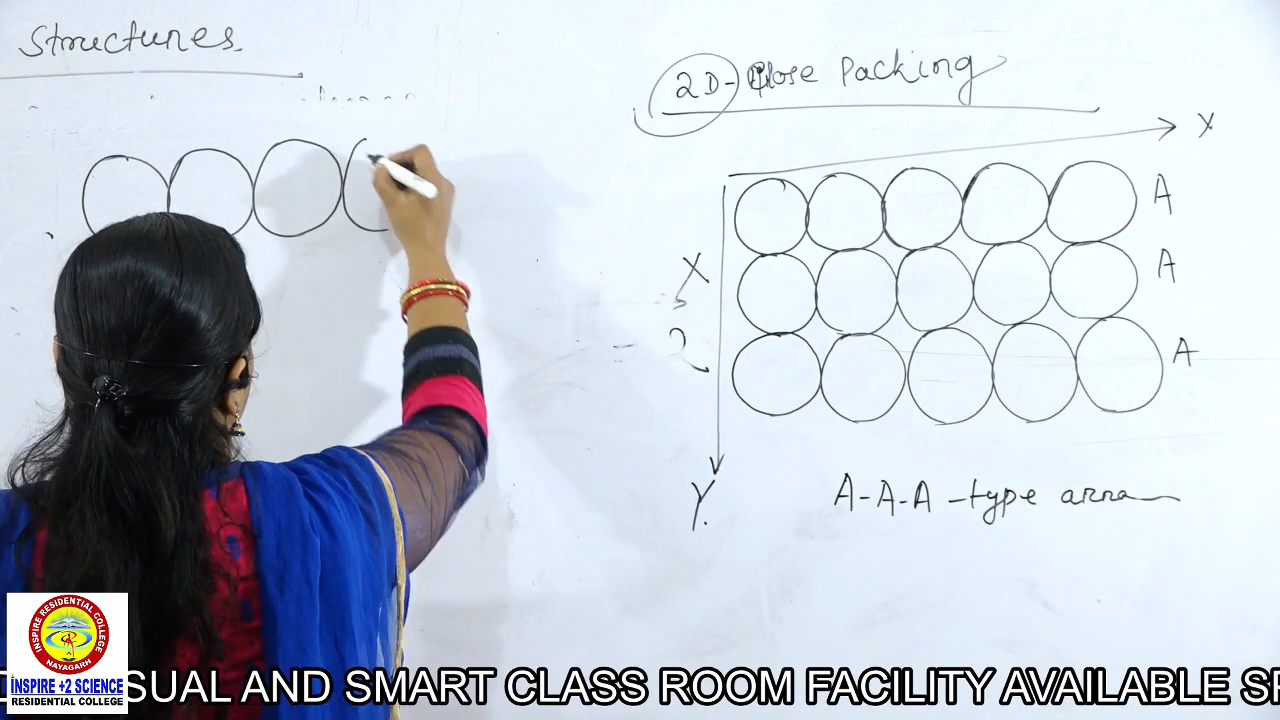 Structures
2D- Close Packing
X
A
X
A
2
A
Y.
A-A-A-type arra
INSPIRE RESIDENTIAL COLLEGE
NAYAGARH
INSPIRE +2 SCIENCE
RESIDENTIAL COLLEGE
SUAL AND SMART CLASS ROOM FACILITY AVAILABLE SE